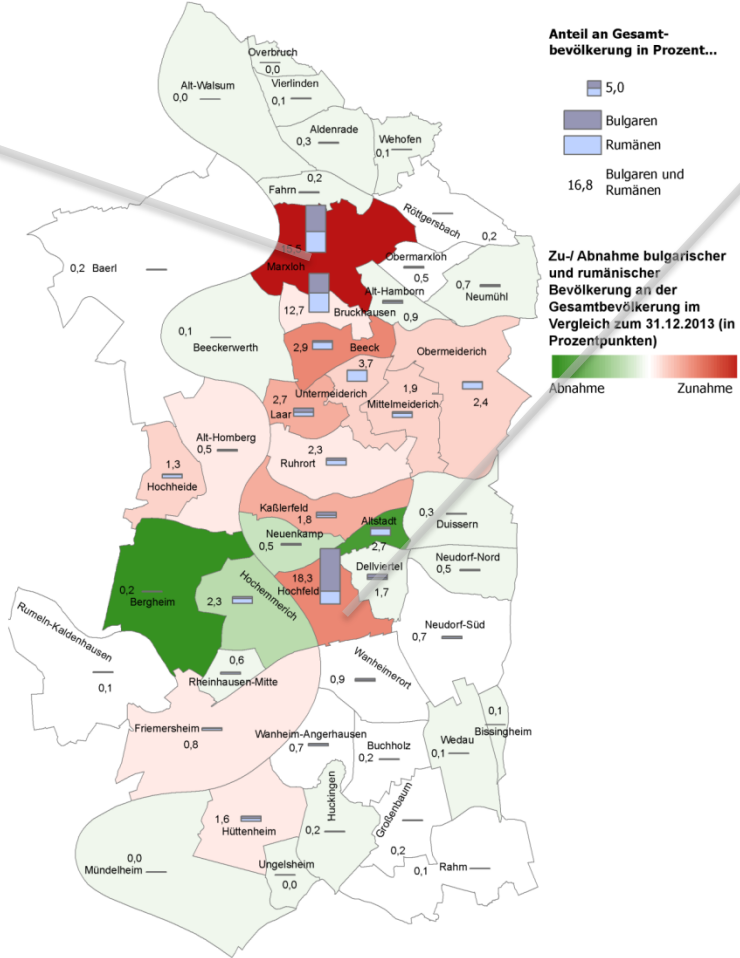 Overbruch
0,0
Alt-Walsum
0,0
Vierlinden
0,1
Aldenrade
0,3
Wehofen
0,1
0,2
Fahrn
Röttgersbach
0,2
Marxloh
Obermarxloh
0,5
0,7
Neumühl
0,2 Baerl
Alt-Hamborn
0,9
12,7
Bruckhausen
0,1
Beeckerwerth
2,9
Beeck
Obermeiderich
2,4
3,7
Untermeiderich
1,9
Mittelmeiderich
2,7
Laar
Alt-Homberg
0,5
2,3
Ruhrort
1,3
Hochheide
Kaßlerfeld
1,8
Altstadt
2,7
0,3
Duissern
Neuenkamp
0,5
Dellviertel
1,7
Neudorf-Nord
0,5
18,3
Hochfeld
0,2
Bergheim
2,3
Hochemmerich
Neudorf-Süd
0,7
Rumeln-Kaldenhausen
0,1
0,6
Rheinhausen-Mitte
Wanheimerort
0,9
Friemersheim
0,8
Wanheim-Angerhausen
0,7
Buchholz
0,2
Wedau
0,1
0,1
Bissingheim
1,6
Hüttenheim
Huckingen
0,2
Großenbaum
0,2
0,1
Rahm
0,0
Mündelheim
Ungelsheim
0,0
Anteil an Gesamt-
bevölkerung in Prozent...
5,0
Bulgaren
Rumänen
16,8
Bulgaren und
Rumänen
Zu-/ Abnahme bulgarischer
und rumänischer
Bevölkerung an der
Gesamtbevölkerung im
Vergleich zum 31.12.2013 (in
Prozentpunkten)
Abnahme
Zunahme